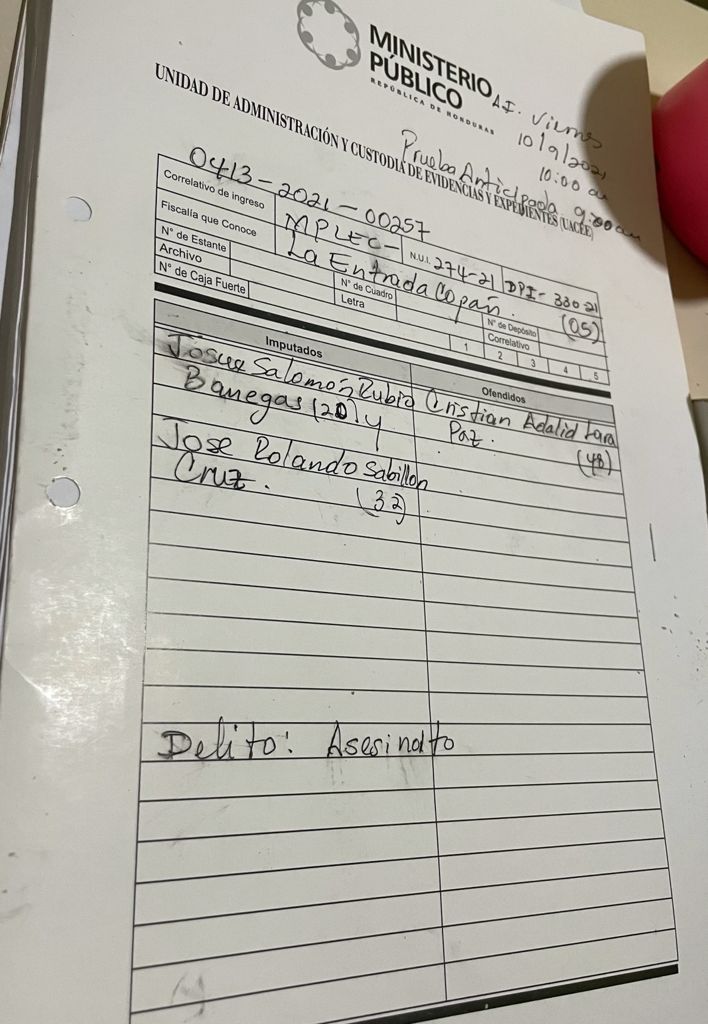 MINISTERIO
PÚBLICO
REPÚBLICA DE HONDURAS
A.I. Viernes
10/9/2021
10:00 am
UNIDAD DE ADMINISTRACIÓN Y CUSTODIA DE EVIDENCIAS Y EXPEDIENTES (UACEE)
Prueba Anticipada 9:00 am
Correlativo de ingreso 0413-2021-00257
Fiscalía que Conoce MPLEC- N.U.I. 274-21 DPI-330 21
La Entrada Copán. (05)
N° de Estante
Archivo N° de Cuadro N° de Depósito
N° de Caja Fuerte Letra Correlativo
1 2 3 4 5
Imputados Ofendidos
Josue Salomón Rubio Cristian Adalid Lara
Banegas (20) y Paz. (48)
Jose Rolando Sabillon
Cruz. (32)
Delito: Asesinato